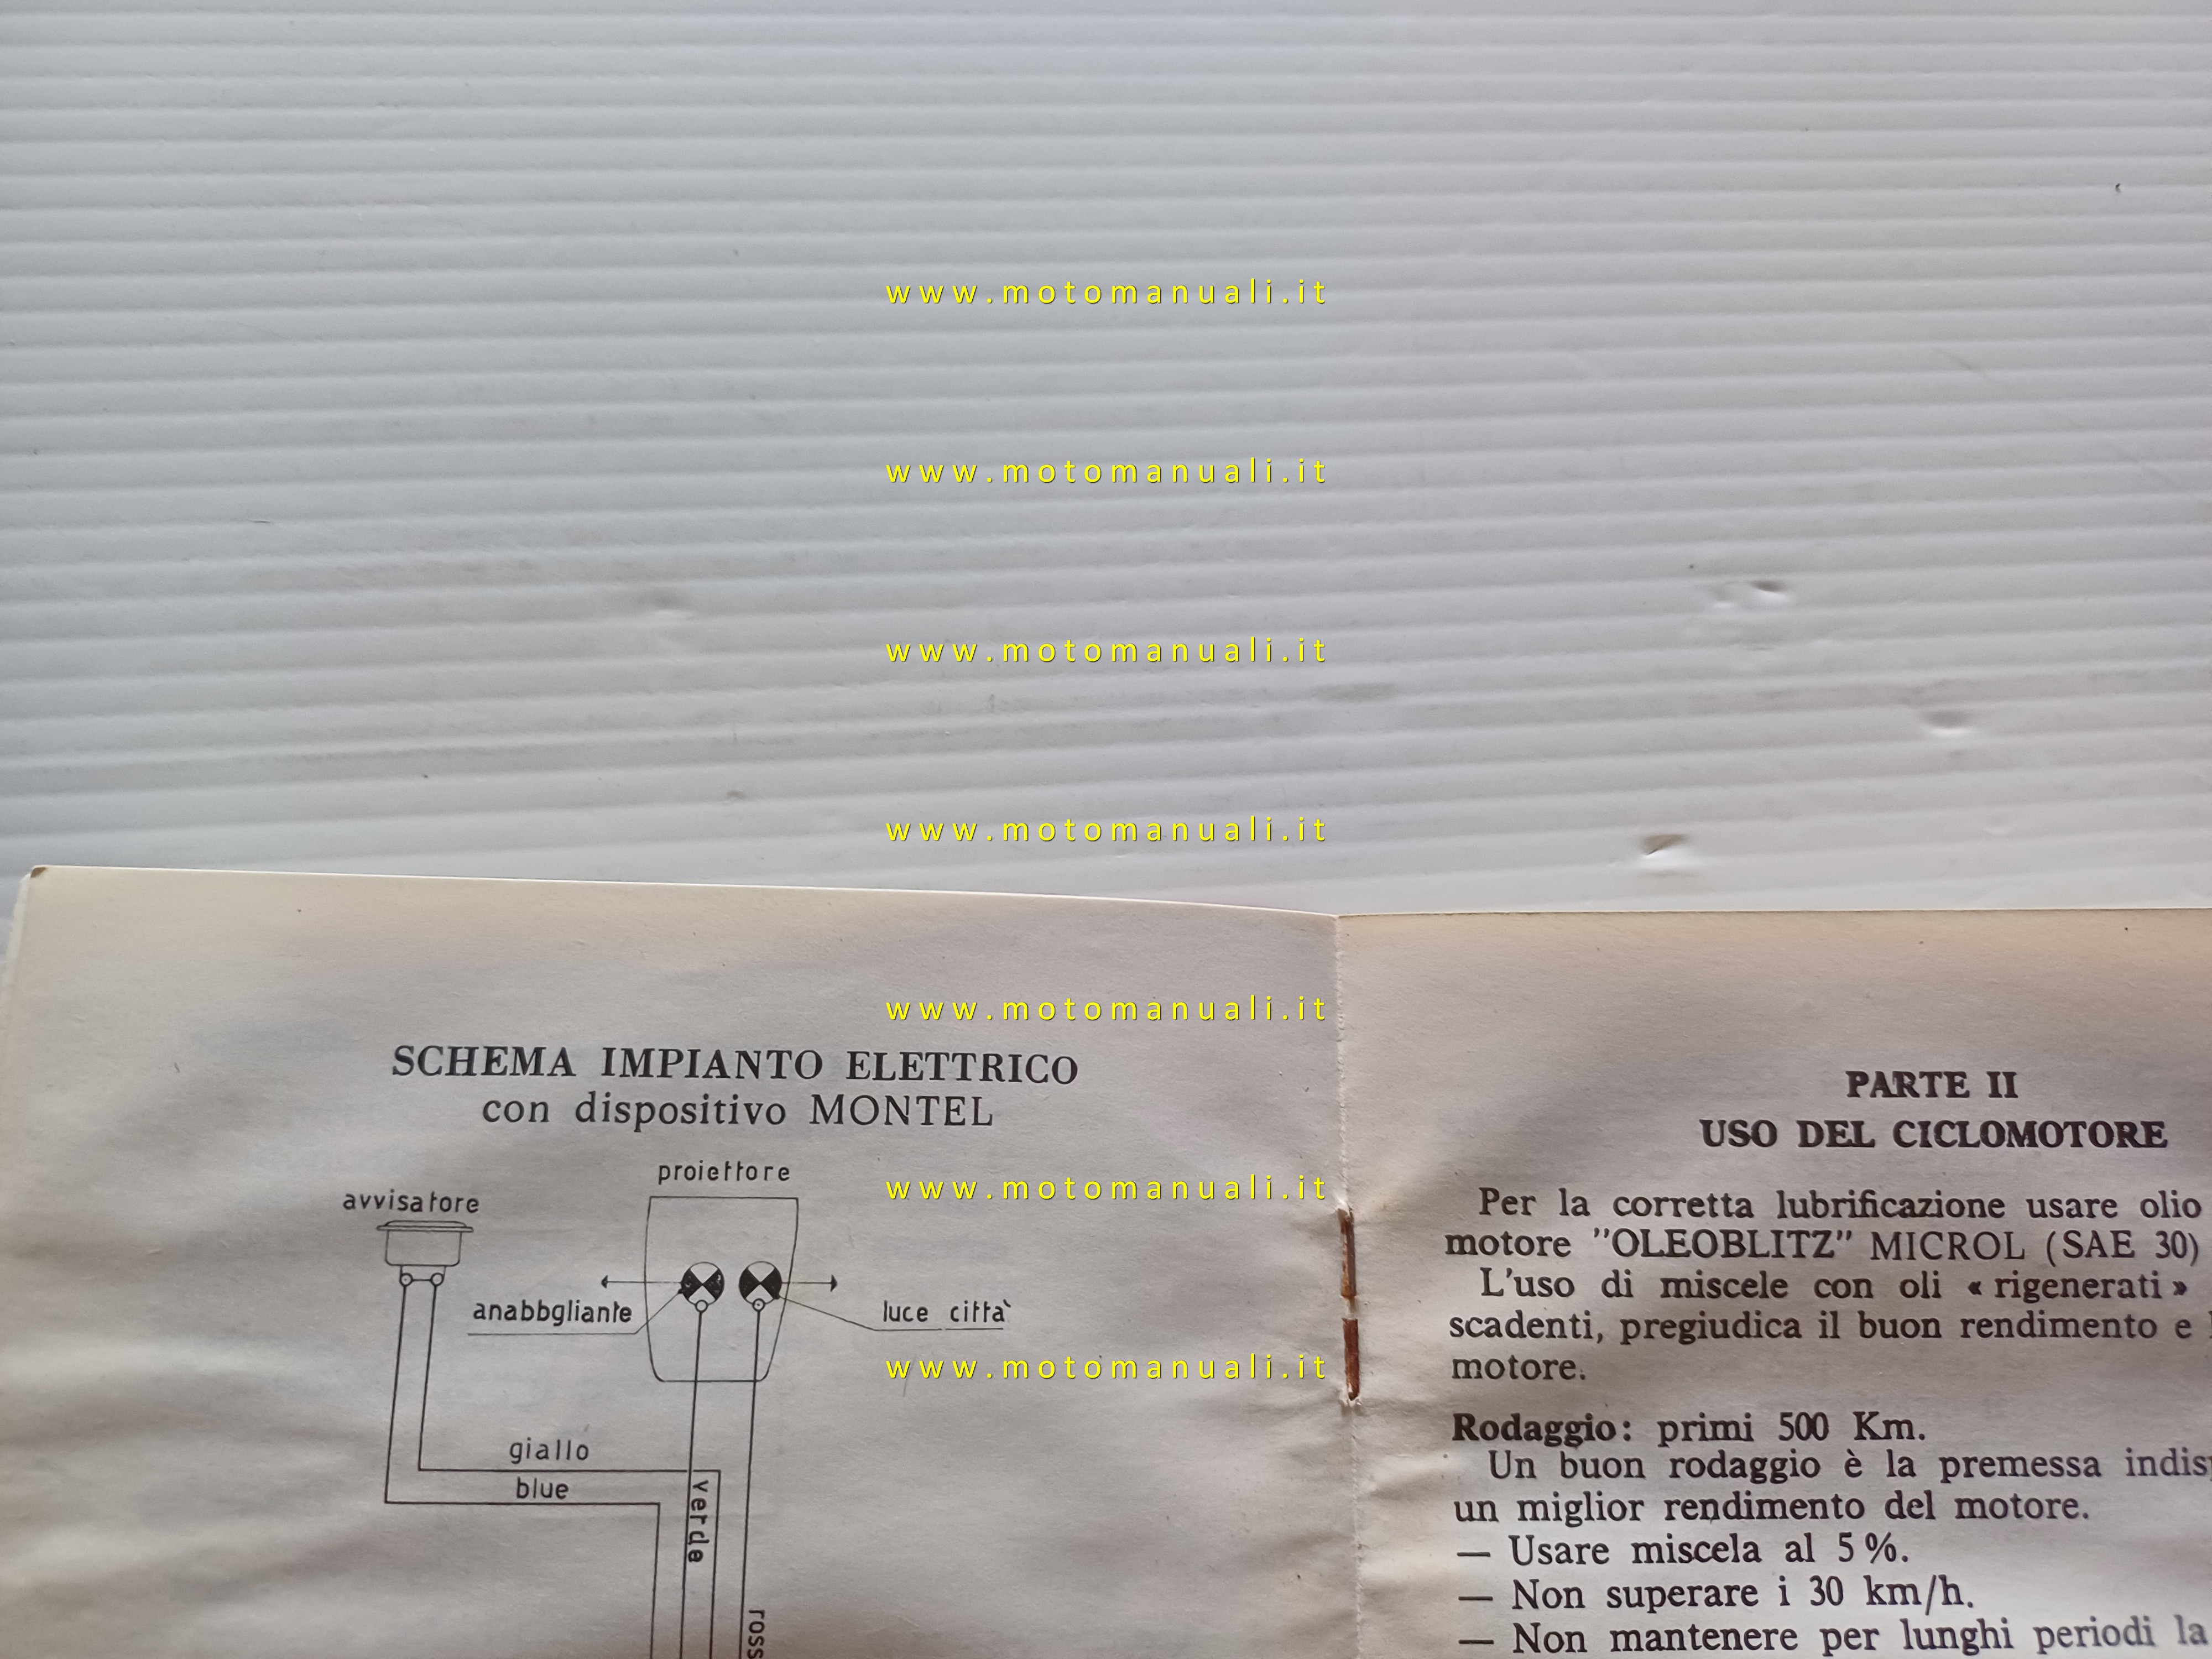 www.motomanuali.it
www.motomanuali.it
www.motomanuali.it
www.motomanuali.it
www.motomanuali.it
www.motomanuali.it
www.motomanuali.it
SCHEMA IMPIANTO ELETTRICO
con dispositivo MONTEL
proiettore
avvisatore
anabbgliante
luce città
giallo
blue
verde
PARTE II
USO DEL CICLOMOTORE
Per la corretta lubrificazione usare olio
motore "OLEOBLITZ" MICROL (SAE 30)
L'uso di miscele con oli « rigenerati »
scadenti, pregiudica il buon rendimento e
motore.
Rodaggio: primi 500 Km.
Un buon rodaggio è la premessa
un miglior rendimento del motore.
— Usare miscela al 5 %.
— Non superare i 30 km/h.
— Non mantenere per lunghi periodi la